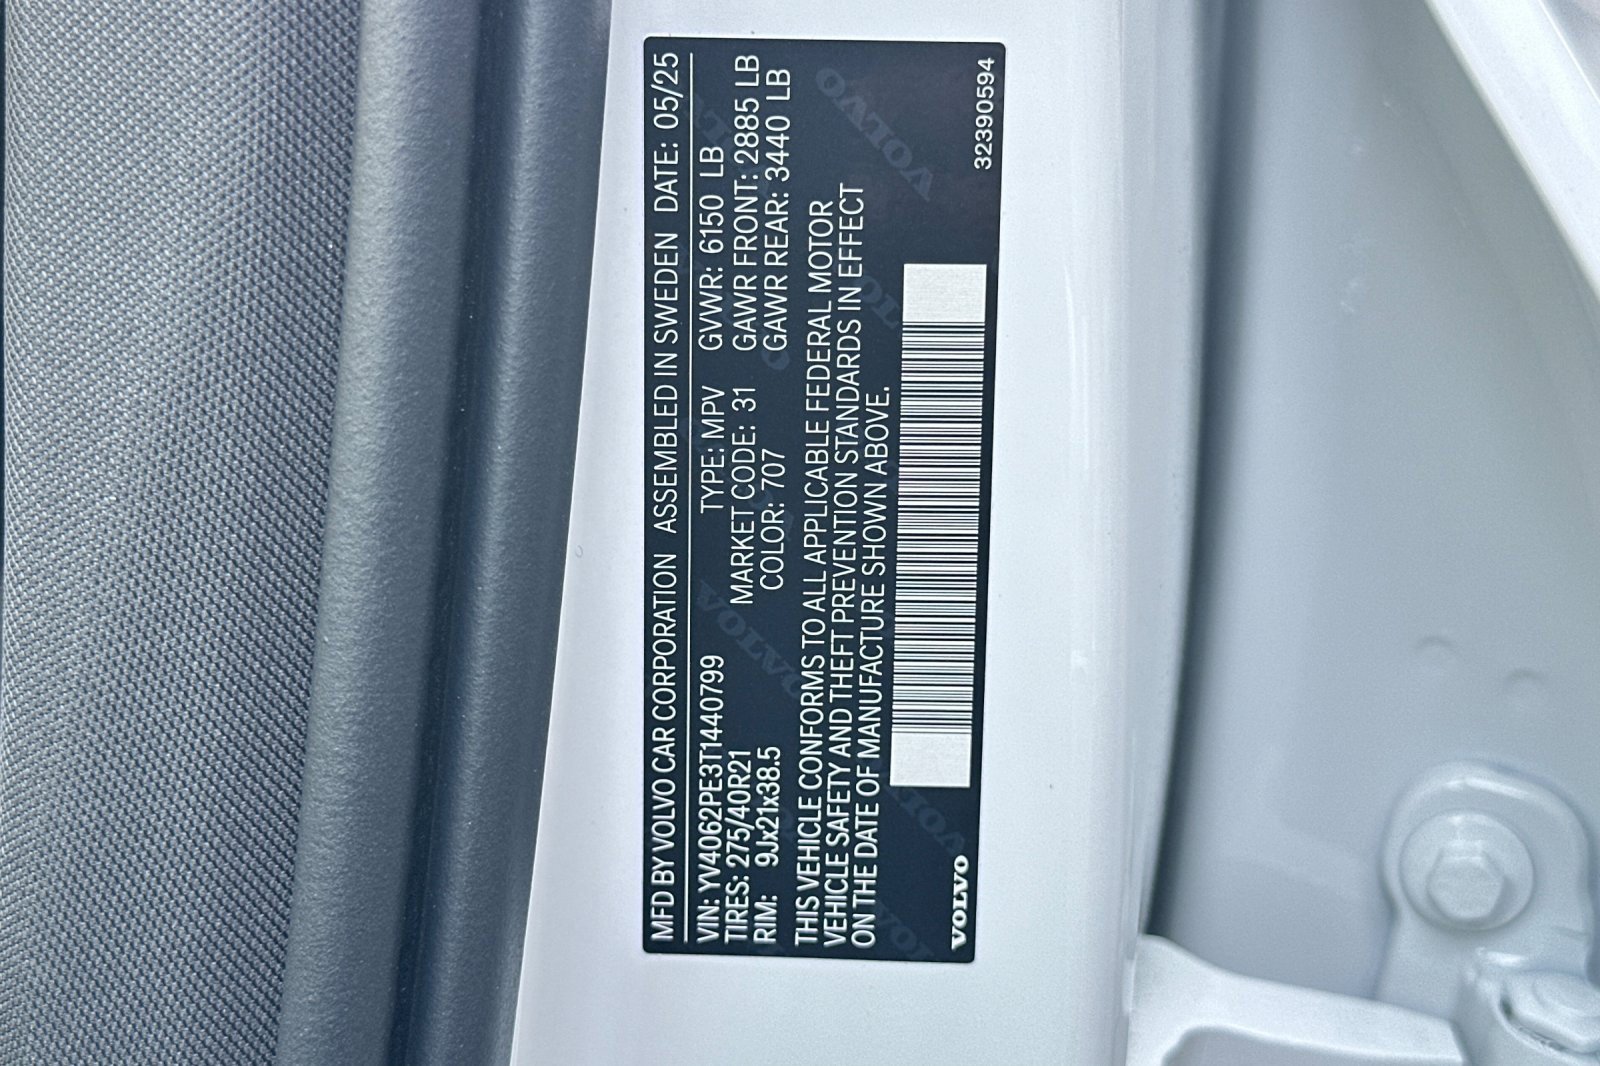 MFD BY VOLVO CAR CORPORATION ASSEMBLED IN SWEDEN DATE: 05/25
VIN: YV4062PE3T1440799 TYPE: MPV GVWR: 6150 LB
TIRES: 275/40R21 MARKET CODE: 31 GAWR FRONT: 2885 LB
RIM: 9Jx21x38.5 COLOR: 707 GAWR REAR: 3440 LB
THIS VEHICLE CONFORMS TO ALL APPLICABLE FEDERAL MOTOR
VEHICLE SAFETY AND THEFT PREVENTION STANDARDS IN EFFECT
ON THE DATE OF MANUFACTURE SHOWN ABOVE.
VOLVO 32390594